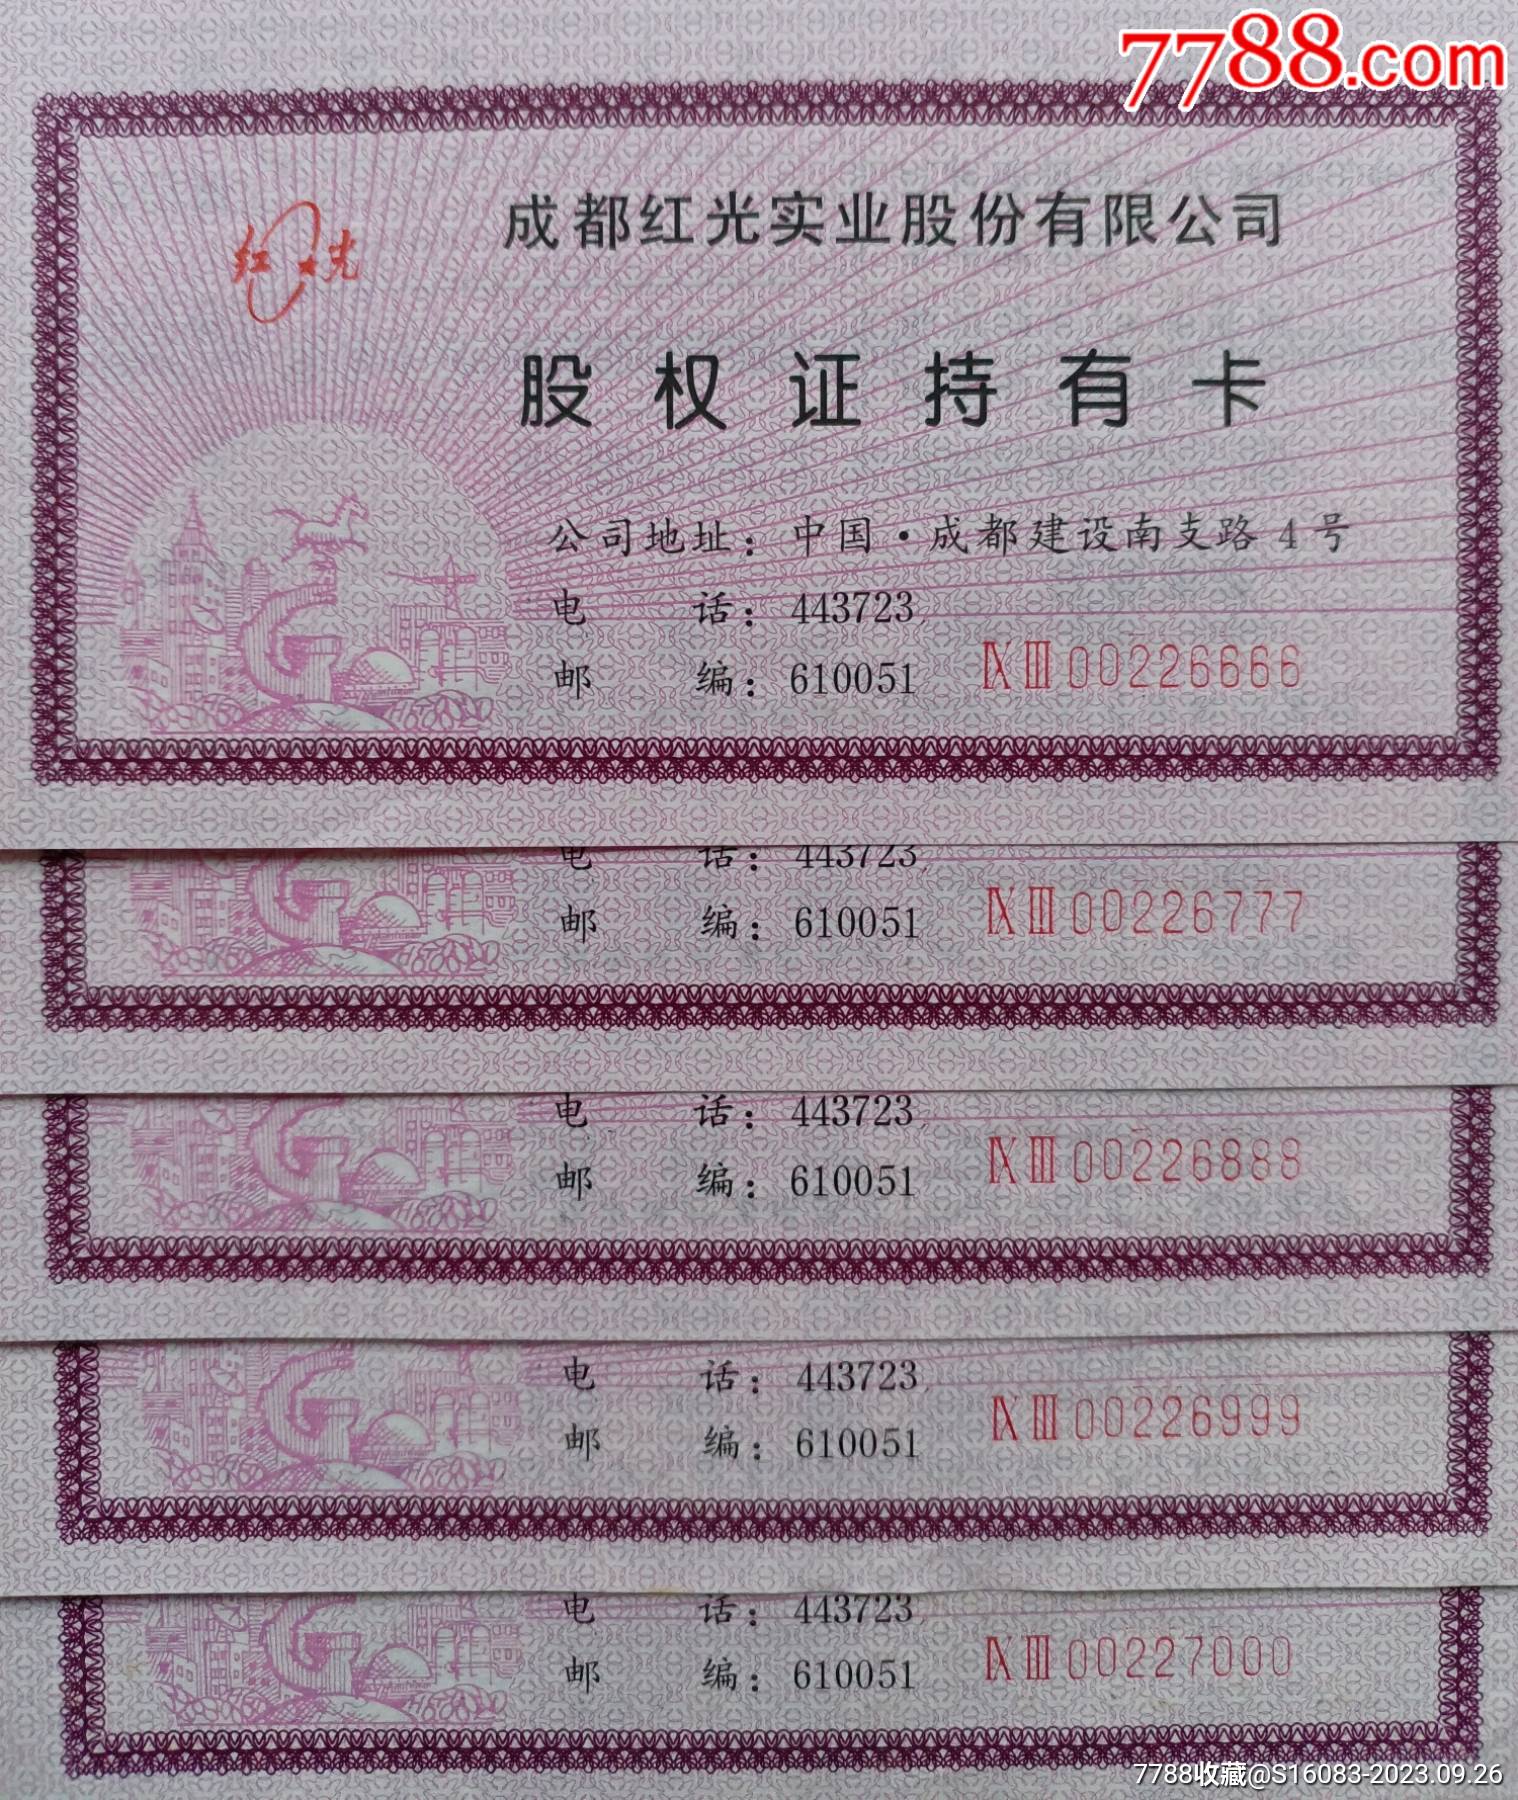 7788.com
红光
成都红光实业股份有限公司
股权证持有卡
公司地址：中国·成都建设南支路4号
电 话：443723
邮 编：610051 ⅨⅢ00226666
电 话：443723
邮 编：610051 ⅨⅢ00226777
电 话：443723
邮 编：610051 ⅨⅢ00226888
电 话：443723
邮 编：610051 ⅨⅢ00226999
电 话：443723
邮 编：610051 ⅨⅢ00227000
7788收藏@S16083-2023.09.26